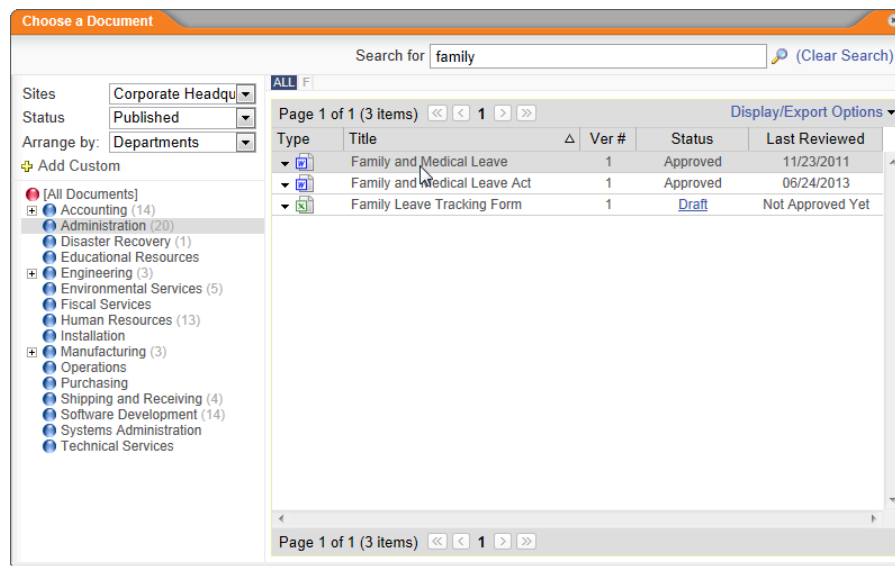 Choose a Document
Search for family (Clear Search)
Sites Corporate Headqu
Status Published
Arrange by: Departments
Add Custom
[All Documents]
Accounting (14)
Administration (20)
Disaster Recovery (1)
Educational Resources
Engineering (3)
Environmental Services (5)
Fiscal Services
Human Resources (13)
Installation
Manufacturing (3)
Operations
Purchasing
Shipping and Receiving (4)
Software Development (14)
Systems Administration
Technical Services
ALL F
Page 1 of 1 (3 items) 1 Display/Export Options
Type Title Ver # Status Last Reviewed
Family and Medical Leave 1 Approved 11/23/2011
Family and Medical Leave Act 1 Approved 06/24/2013
Family Leave Tracking Form 1 Draft Not Approved Yet
Page 1 of 1 (3 items) 1